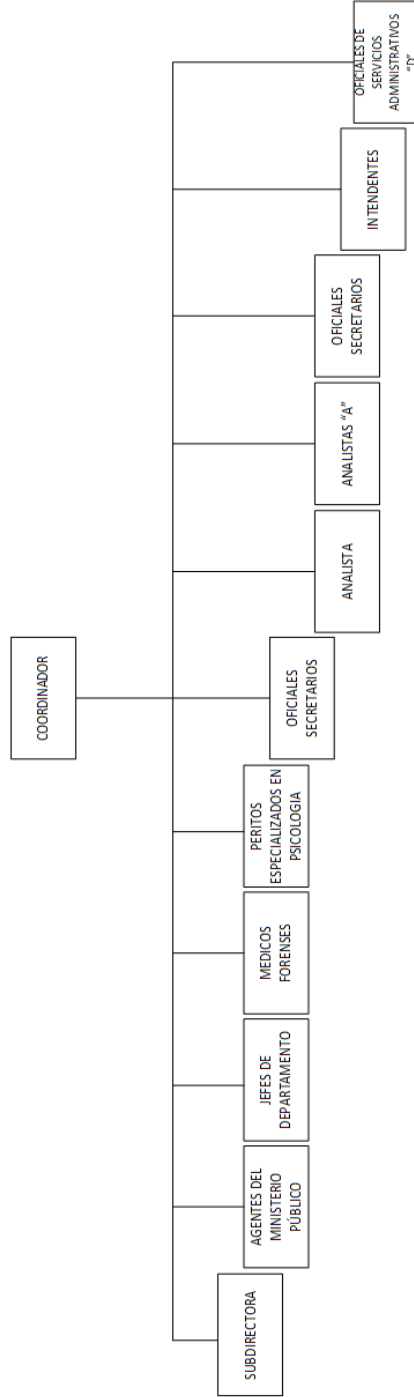 COORDINADOR
SUBDIRECTORA
AGENTES DEL
MINISTERIO
PÚBLICO
JEFES DE
DEPARTAMENTO
MEDICOS
FORENSES
PERITOS
ESPECIALIZADOS EN
PSICOLOGIA
OFICIALES
SECRETARIOS
ANALISTA
ANALISTAS "A"
OFICIALES
SECRETARIOS
INTENDENTES
OFICIALES DE
SERVICIOS
ADMINISTRATIVOS
"D"